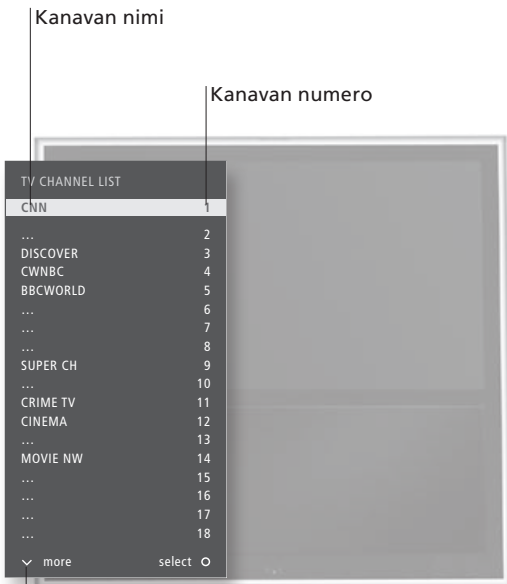 Kanavan nimi
Kanavan numero
TV CHANNEL LIST
CNN 1
... 2
DISCOVER 3
CWNBC 4
BBCWORLD 5
... 6
... 7
... 8
SUPER CH 9
... 10
CRIME TV 11
CINEMA 12
... 13
MOVIE NW 14
... 15
... 16
... 17
... 18
more select